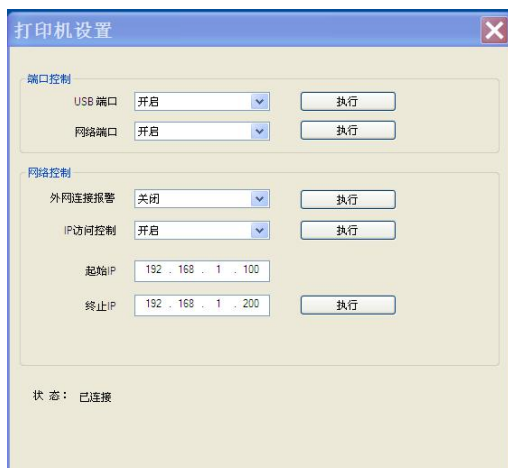 打印机设置
端口控制
USB 端口 开启 执行
网络端口 开启 执行
网络控制
外网连接报警 关闭 执行
IP访问控制 开启 执行
起始IP 192 . 168 . 1 . 100
终止IP 192 . 168 . 1 . 200 执行
状 态： 已连接